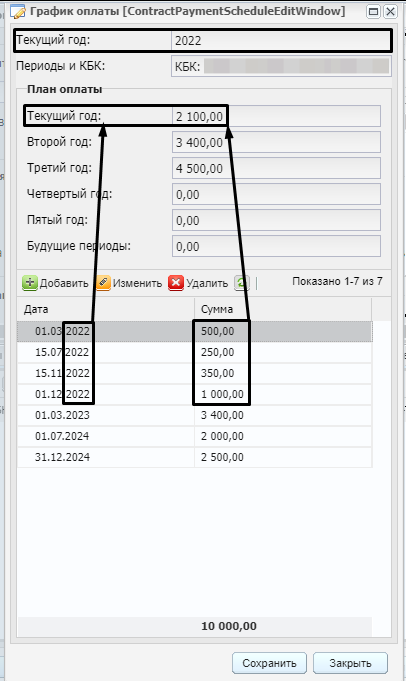 График оплаты [ContractPaymentScheduleEditWindow]
Текущий год: 2022
Периоды и КБК: КБК:
План оплаты
Текущий год: 2 100,00
Второй год: 3 400,00
Третий год: 4 500,00
Четвертый год: 0,00
Пятый год: 0,00
Будущие периоды: 0,00
Добавить Изменить Удалить Показано 1-7 из 7
Дата Сумма
01.03.2022 500,00
15.07.2022 250,00
15.11.2022 350,00
01.12.2022 1 000,00
01.03.2023 3 400,00
01.07.2024 2 000,00
31.12.2024 2 500,00
10 000,00
Сохранить Закрыть